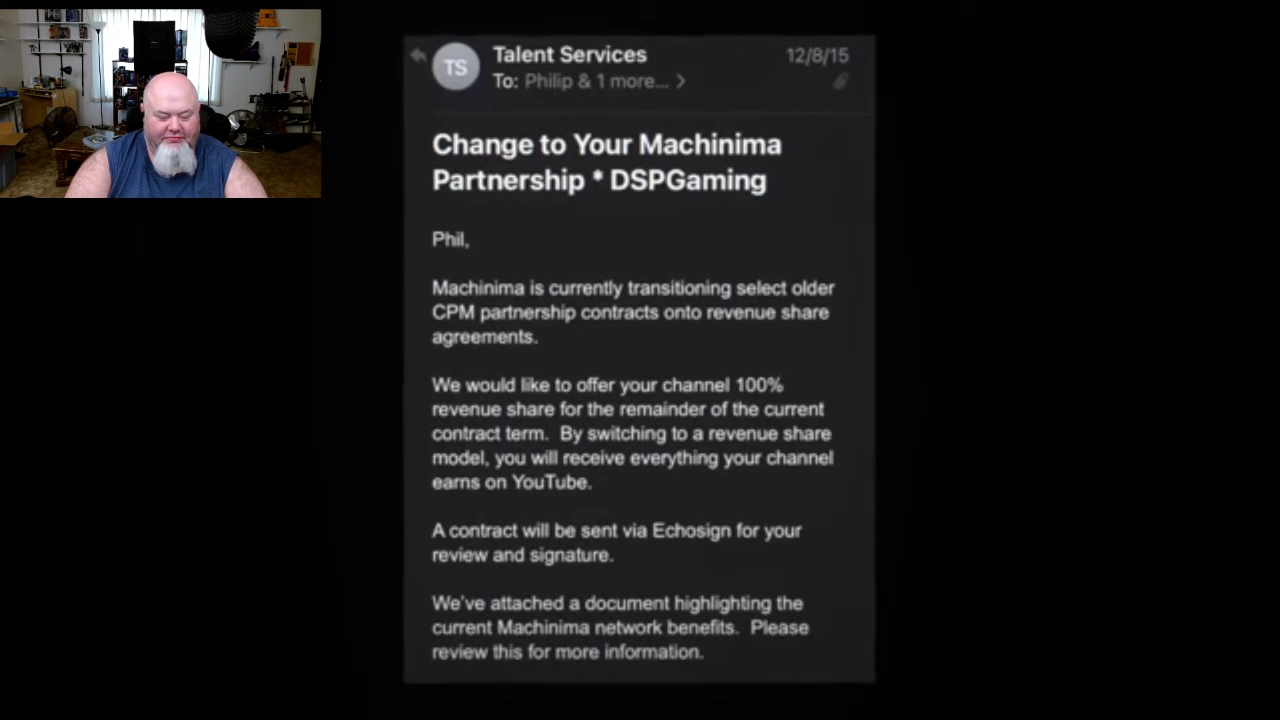 TS
Talent Services
12/8/15
To: Philip & 1 more...
Change to Your Machinima
Partnership * DSPGaming
Phil,
Machinima is currently transitioning select older
CPM partnership contracts onto revenue share
agreements.
We would like to offer your channel 100%
revenue share for the remainder of the current
contract term.  By switching to a revenue share
model, you will receive everything your channel
earns on YouTube.
A contract will be sent via Echosign for your
review and signature.
We've attached a document highlighting the
current Machinima network benefits.  Please
review this for more information.